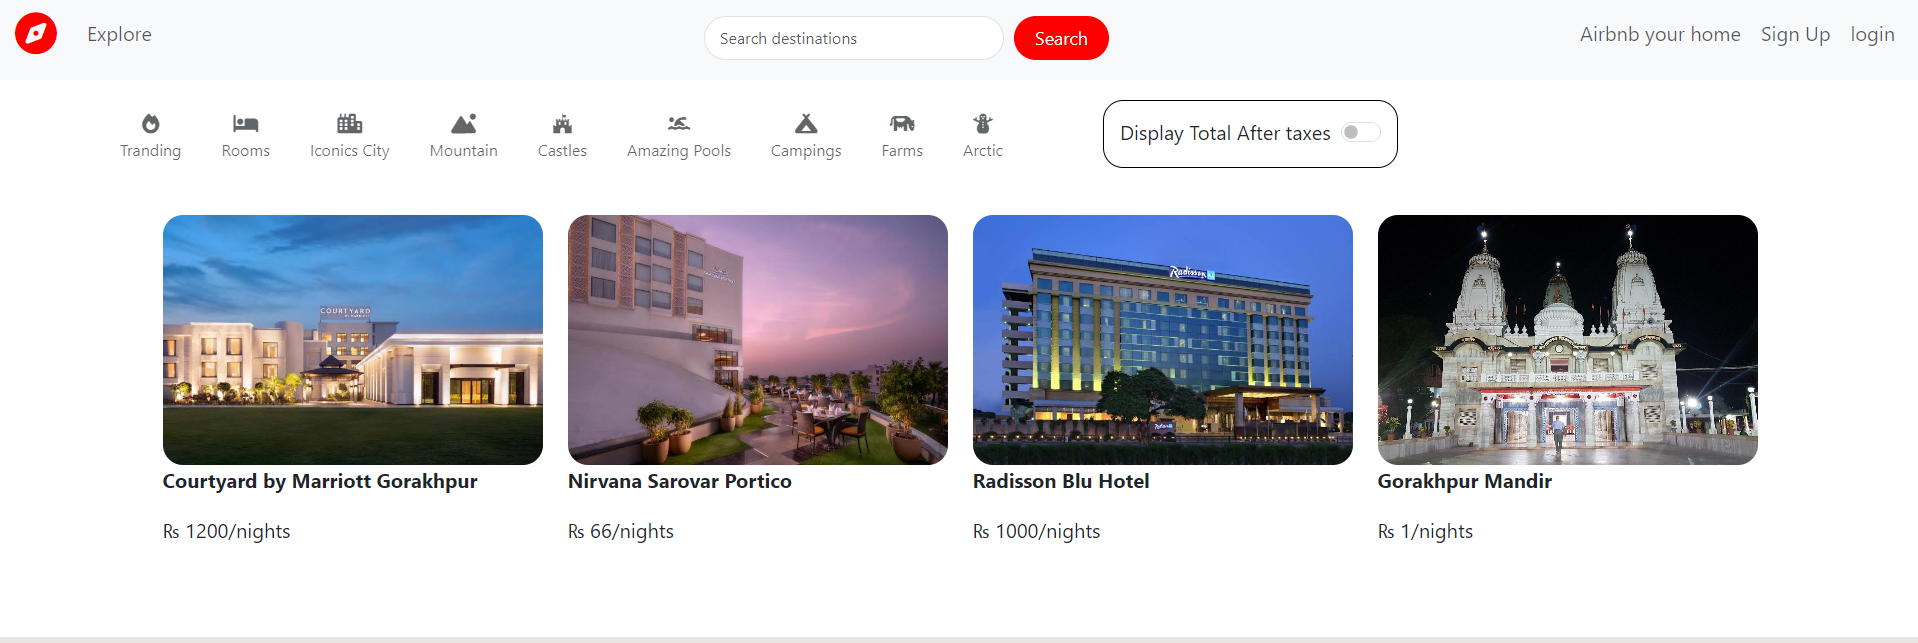 Explore
Search destinations
Search
Airbnb your home
Sign Up
login
Tranding
Rooms
Iconics City
Mountain
Castles
Amazing Pools
Campings
Farms
Arctic
Display Total After taxes
COURTYARD
BY MARRIOTT
Radisson
Courtyard by Marriott Gorakhpur
Nirvana Sarovar Portico
Radisson Blu Hotel
Gorakhpur Mandir
₨ 1200/nights
₨ 66/nights
₨ 1000/nights
₨ 1/nights